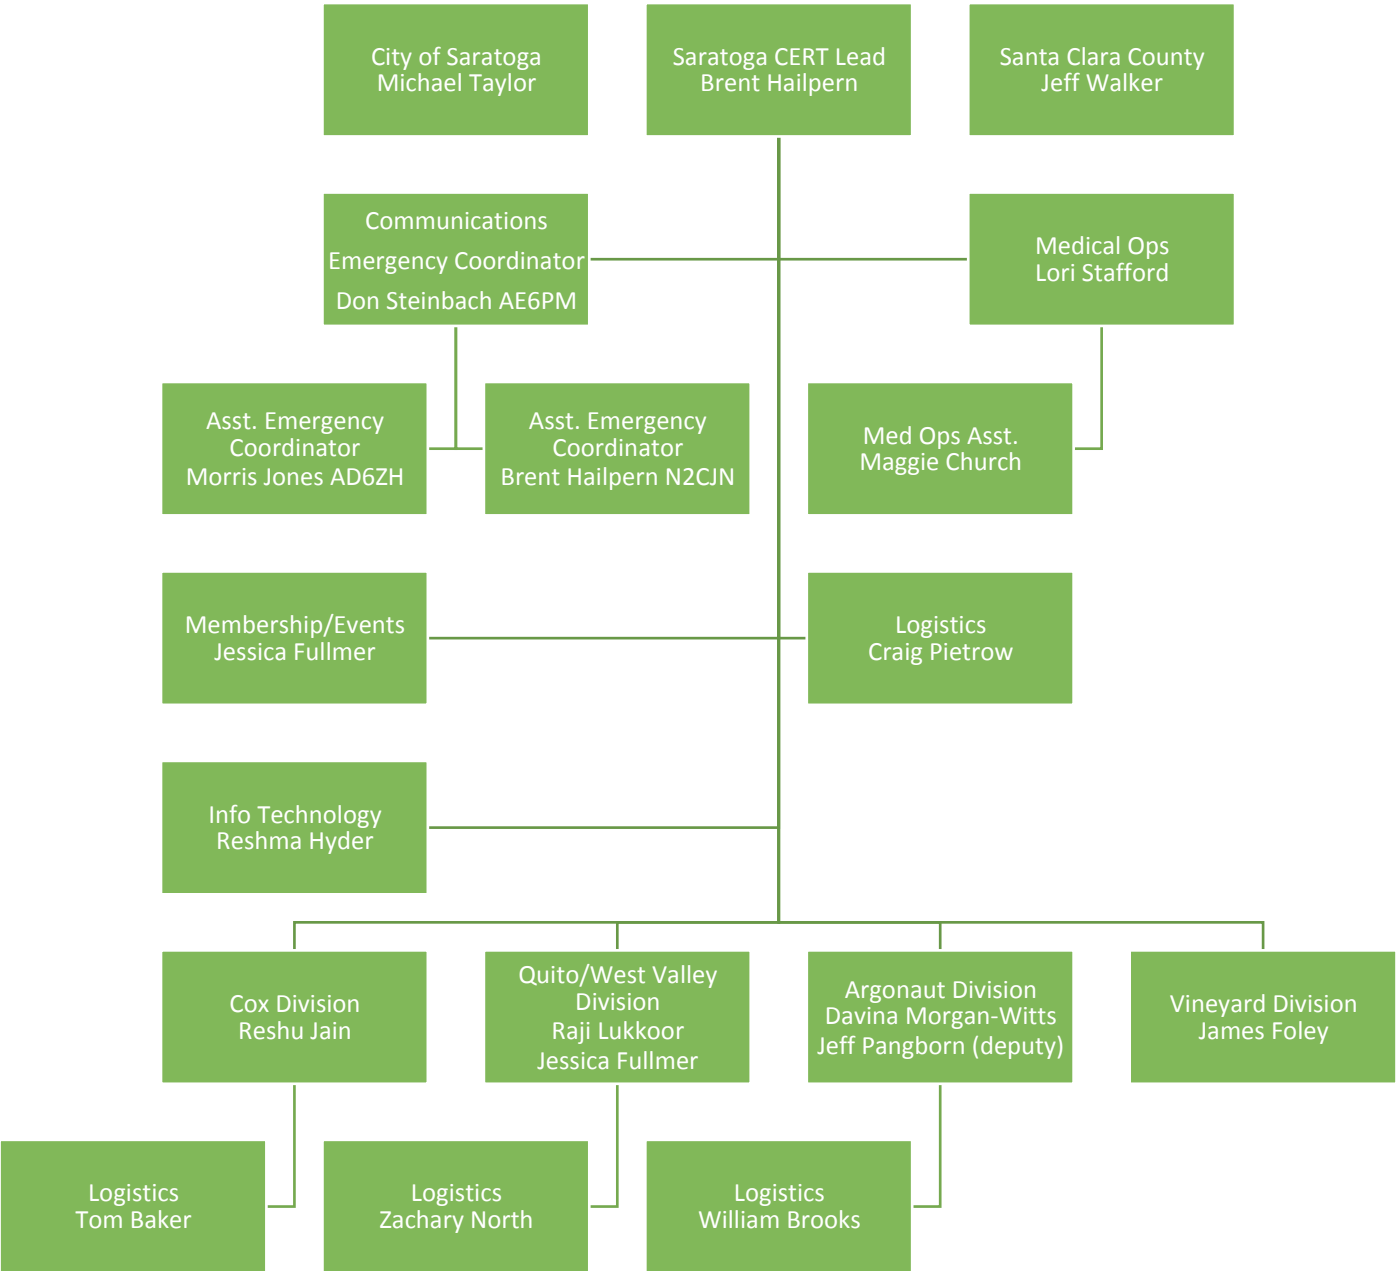 City of Saratoga
Michael Taylor
Saratoga CERT Lead
Brent Hailpern
Santa Clara County
Jeff Walker
Communications
Emergency Coordinator
Don Steinbach AE6PM
Medical Ops
Lori Stafford
Asst. Emergency
Coordinator
Morris Jones AD6ZH
Asst. Emergency
Coordinator
Brent Hailpern N2CJN
Med Ops Asst.
Maggie Church
Membership/Events
Jessica Fullmer
Logistics
Craig Pietrow
Info Technology
Reshma Hyder
Cox Division
Reshu Jain
Quito/West Valley
Division
Raji Lukkoor
Jessica Fullmer
Argonaut Division
Davina Morgan-Witts
Jeff Pangborn (deputy)
Vineyard Division
James Foley
Logistics
Tom Baker
Logistics
Zachary North
Logistics
William Brooks